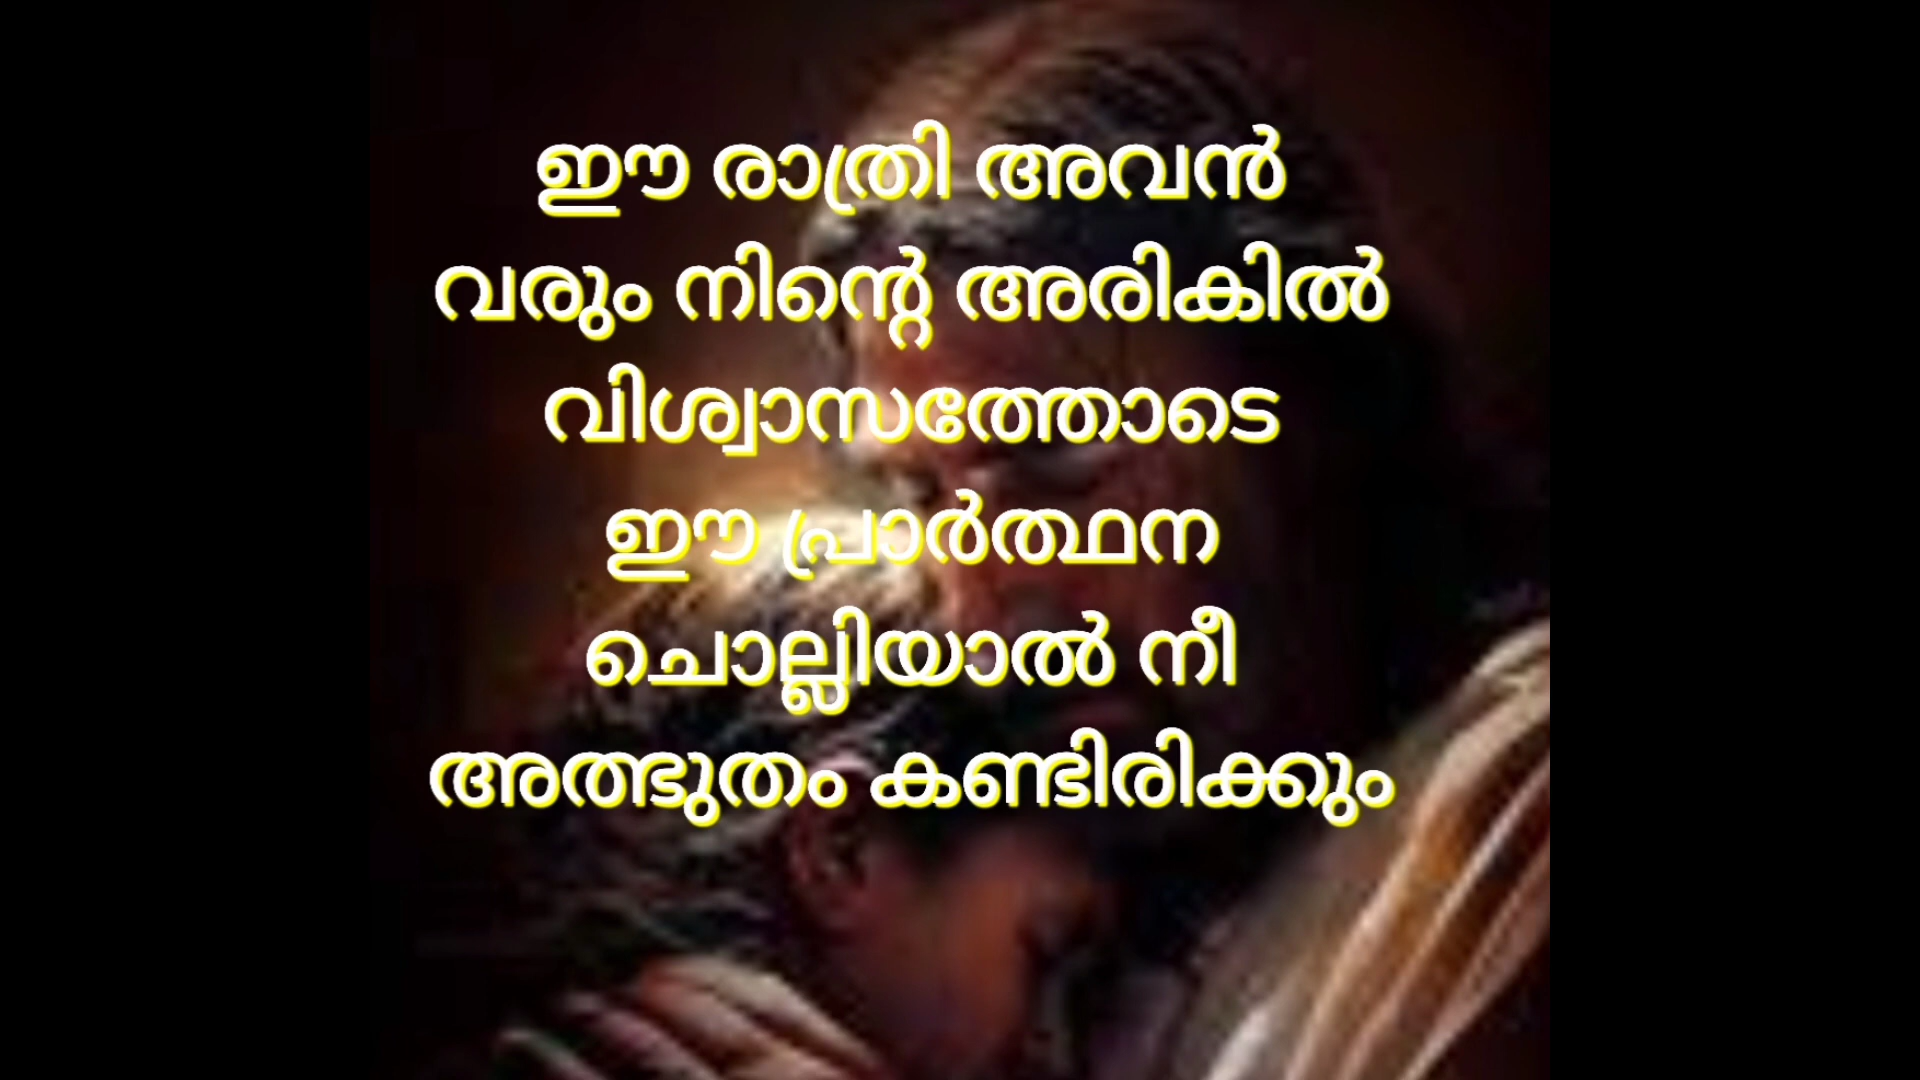 ഈ രാത്രി അവൻ
വരും നിന്റെ അരികിൽ
വിശ്വാസത്തോടെ
ഈ പ്രാർത്ഥന
ചൊല്ലിയാൽ നീ
അത്ഭുതം കണ്ടിരിക്കും